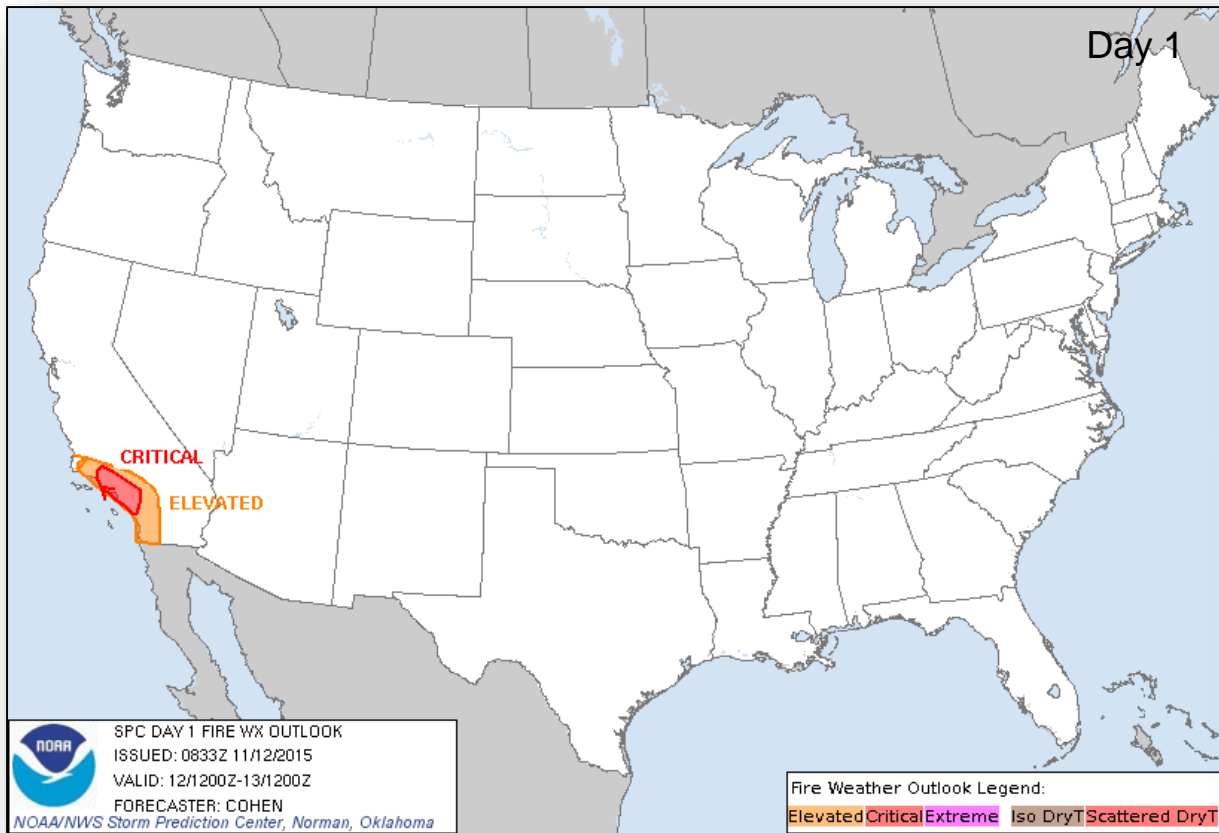 Day 1
CRITICAL
ELEVATED
NOAA
SPC DAY 1 FIRE WX OUTLOOK
ISSUED: 0833Z 11/12/2015
VALID: 12/1200Z-13/1200Z
FORECASTER: COHEN
NOAA/NWS Storm Prediction Center, Norman, Oklahoma
Fire Weather Outlook Legend:
Elevated Critical Extreme Iso DryT Scattered DryT